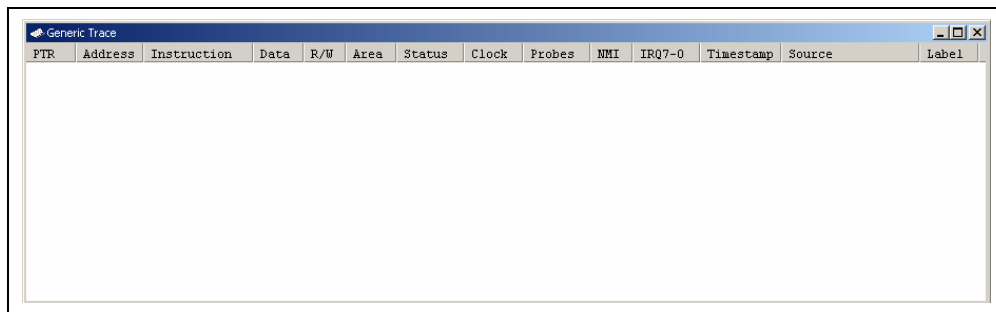 Generic Trace
PTR Address Instruction Data R/W Area Status Clock Probes NMI IRQ7-0 Timestamp Source Label